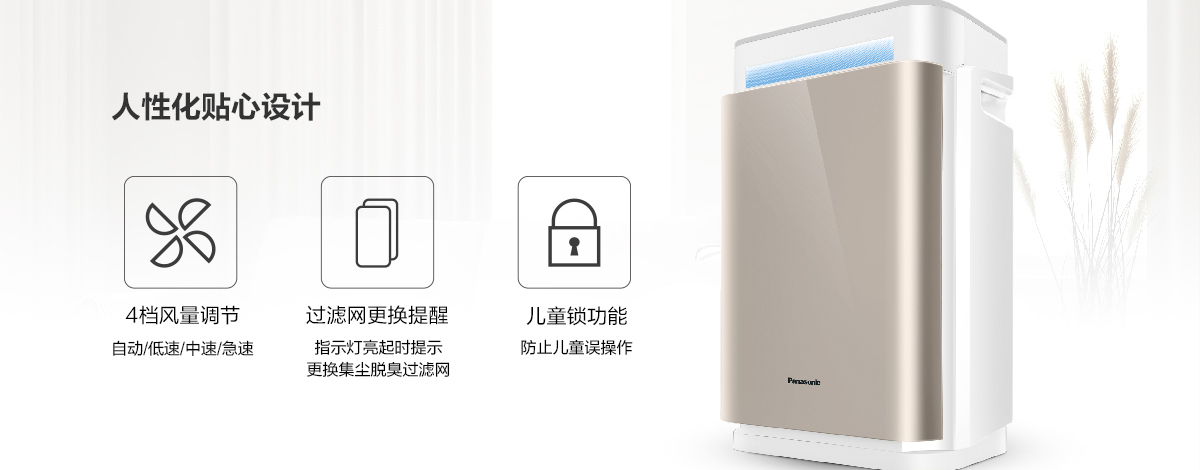 人性化贴心设计
4档风量调节
自动/低速/中速/急速
过滤网更换提醒
指示灯亮起时提示
更换集尘脱臭过滤网
儿童锁功能
防止儿童误操作
Panasonic